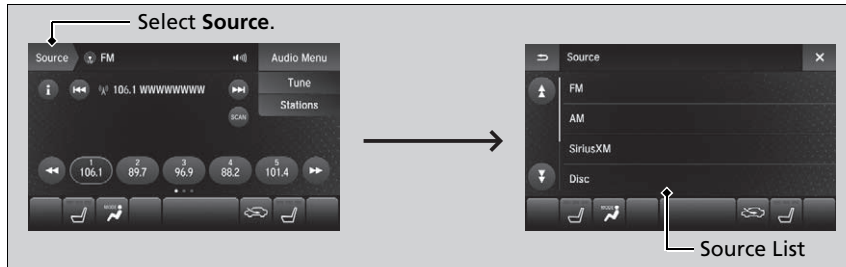 Select Source.
Source FM Audio Menu
i 106.1 WWWWWWWW Tune
Stations
SCAN
1 106.1
2 89.7
3 96.9
4 88.2
5 101.4
MODE
Source ×
FM
AM
SiriusXM
Disc
MODE
Source List